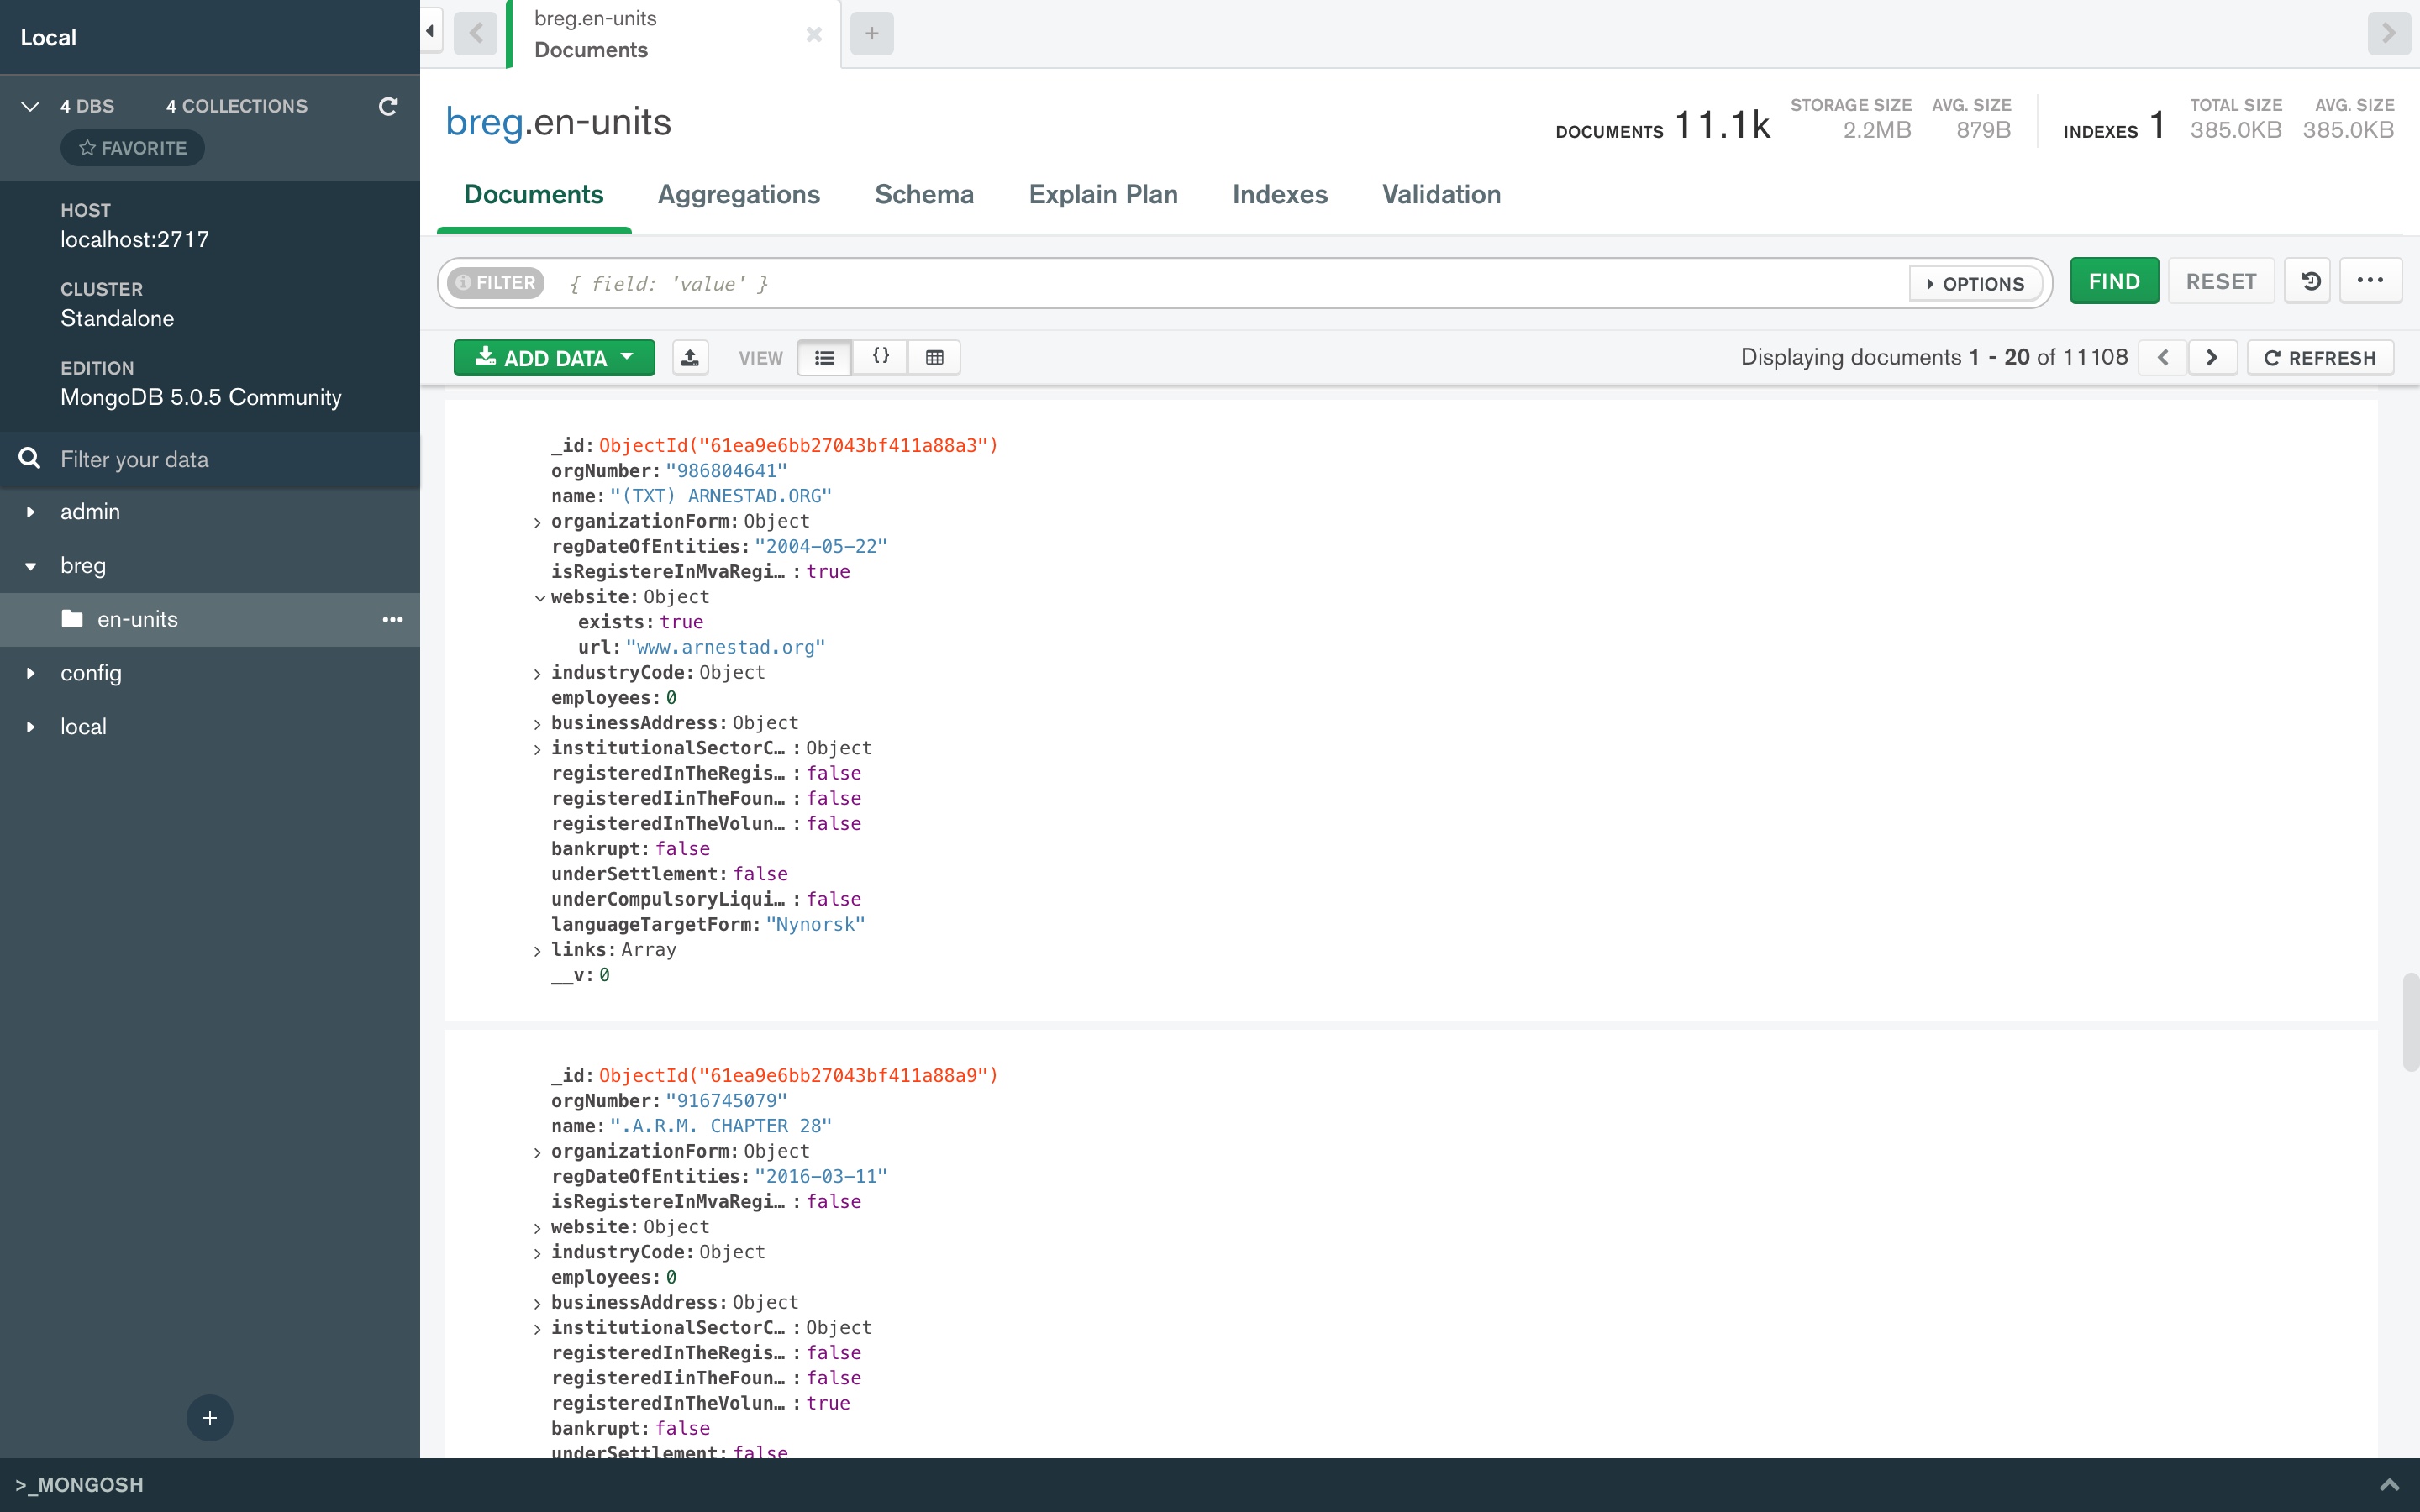 Local
4 DBS 4 COLLECTIONS
FAVORITE
HOST
localhost:2717
CLUSTER
Standalone
EDITION
MongoDB 5.0.5 Community
Filter your data
admin
breg
en-units
config
local
>_MONGOSH
breg.en-units
Documents
breg.en-units
DOCUMENTS 11.1k
STORAGE SIZE
2.2MB
AVG. SIZE
879B
INDEXES 1
TOTAL SIZE
385.0KB
AVG. SIZE
385.0KB
Documents Aggregations Schema Explain Plan Indexes Validation
FILTER { field: 'value' } OPTIONS FIND RESET
ADD DATA VIEW {} Displaying documents 1 - 20 of 11108 REFRESH
_id: ObjectId("61ea9e6bb27043bf411a88a3")
orgNumber: "986804641"
name: "(TXT) ARNESTAD.ORG"
organizationForm: Object
regDateOfEntities: "2004-05-22"
isRegistereInMvaRegi… : true
website: Object
exists: true
url: "www.arnestad.org"
industryCode: Object
employees: 0
businessAddress: Object
institutionalSectorC… : Object
registeredInTheRegis… : false
registeredIinTheFoun… : false
registeredInTheVolun… : false
bankrupt: false
underSettlement: false
underCompulsoryLiqui… : false
languageTargetForm: "Nynorsk"
links: Array
__v: 0
_id: ObjectId("61ea9e6bb27043bf411a88a9")
orgNumber: "916745079"
name: ".A.R.M. CHAPTER 28"
organizationForm: Object
regDateOfEntities: "2016-03-11"
isRegistereInMvaRegi… : false
website: Object
industryCode: Object
employees: 0
businessAddress: Object
institutionalSectorC… : Object
registeredInTheRegis… : false
registeredIinTheFoun… : false
registeredInTheVolun… : true
bankrupt: false
underSettlement: false